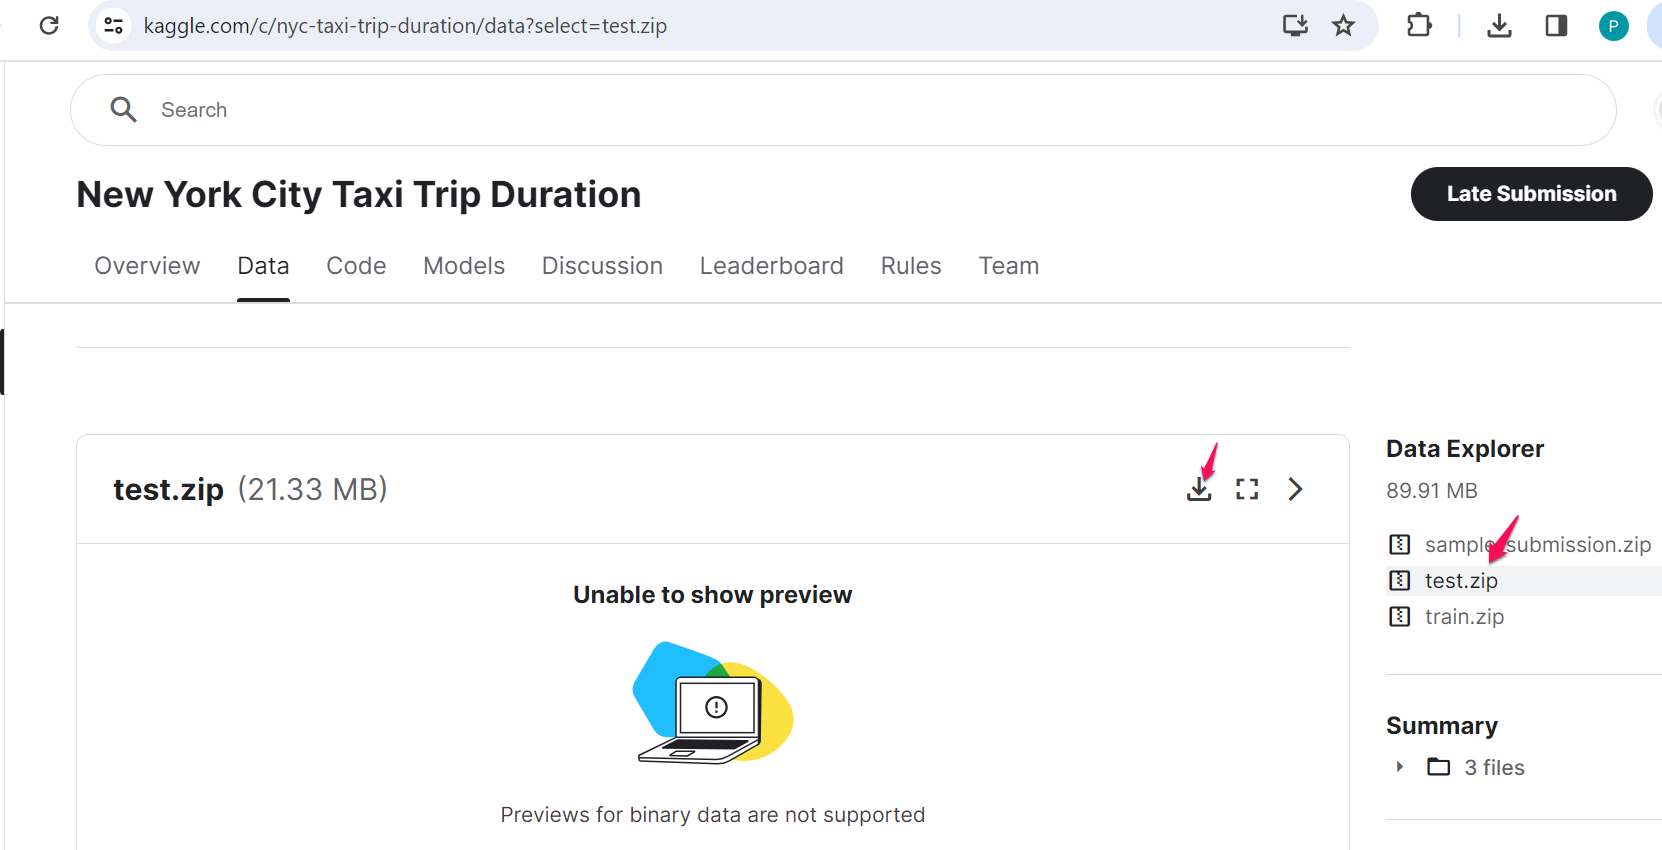 kaggle.com/c/nyc-taxi-trip-duration/data?select=test.zip
P
Search
New York City Taxi Trip Duration
Late Submission
Overview Data Code Models Discussion Leaderboard Rules Team
test.zip (21.33 MB)
Unable to show preview
Previews for binary data are not supported
Data Explorer
89.91 MB
sample_submission.zip
test.zip
train.zip
Summary
3 files